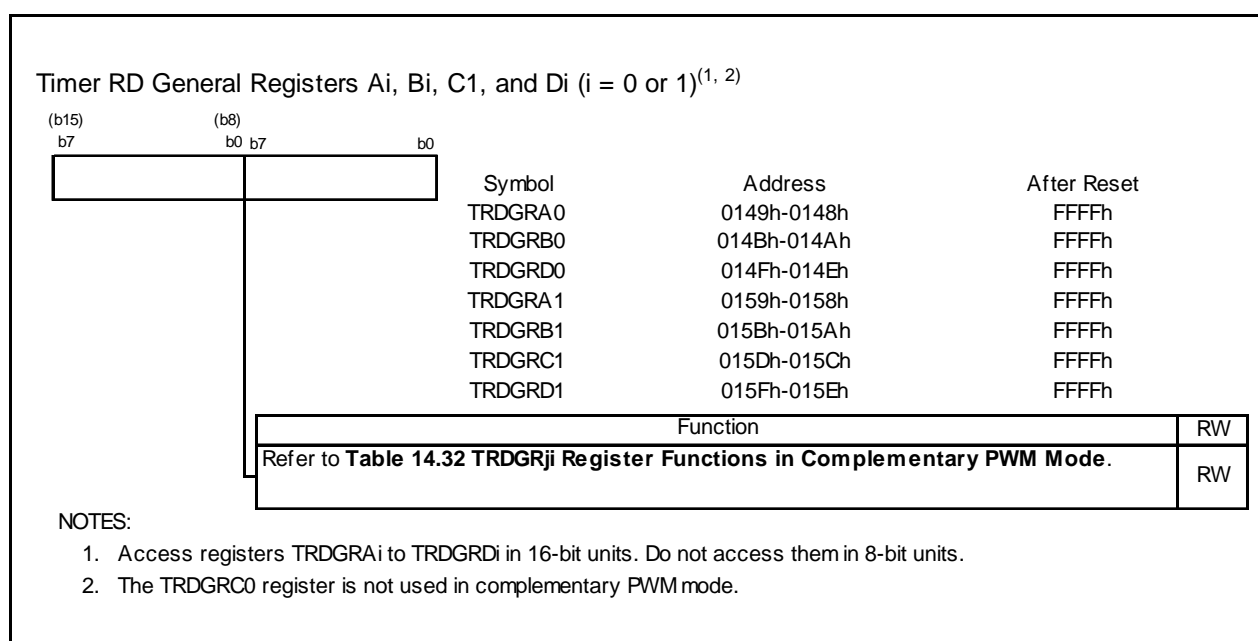 Timer RD General Registers Ai, Bi, C1, and Di (i = 0 or 1)(1, 2)
(b15) (b8)
b7 b0 b7 b0
Symbol Address After Reset
TRDGRA0 0149h-0148h FFFFh
TRDGRB0 014Bh-014Ah FFFFh
TRDGRD0 014Fh-014Eh FFFFh
TRDGRA1 0159h-0158h FFFFh
TRDGRB1 015Bh-015Ah FFFFh
TRDGRC1 015Dh-015Ch FFFFh
TRDGRD1 015Fh-015Eh FFFFh
Function RW
Refer to Table 14.32 TRDGRji Register Functions in Complementary PWM Mode. RW
NOTES:
1. Access registers TRDGRAi to TRDGRDi in 16-bit units. Do not access them in 8-bit units.
2. The TRDGRC0 register is not used in complementary PWM mode.